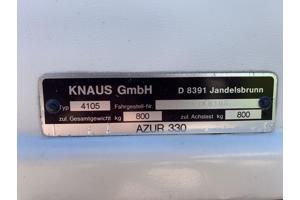 KNAUS GmbH D 8391 Jandelsbrunn
Typ 4105 Fahrgestell-Nr.
zul. Gesamtgewicht kg 800 zul. Achslast kg 800
AZUR 330